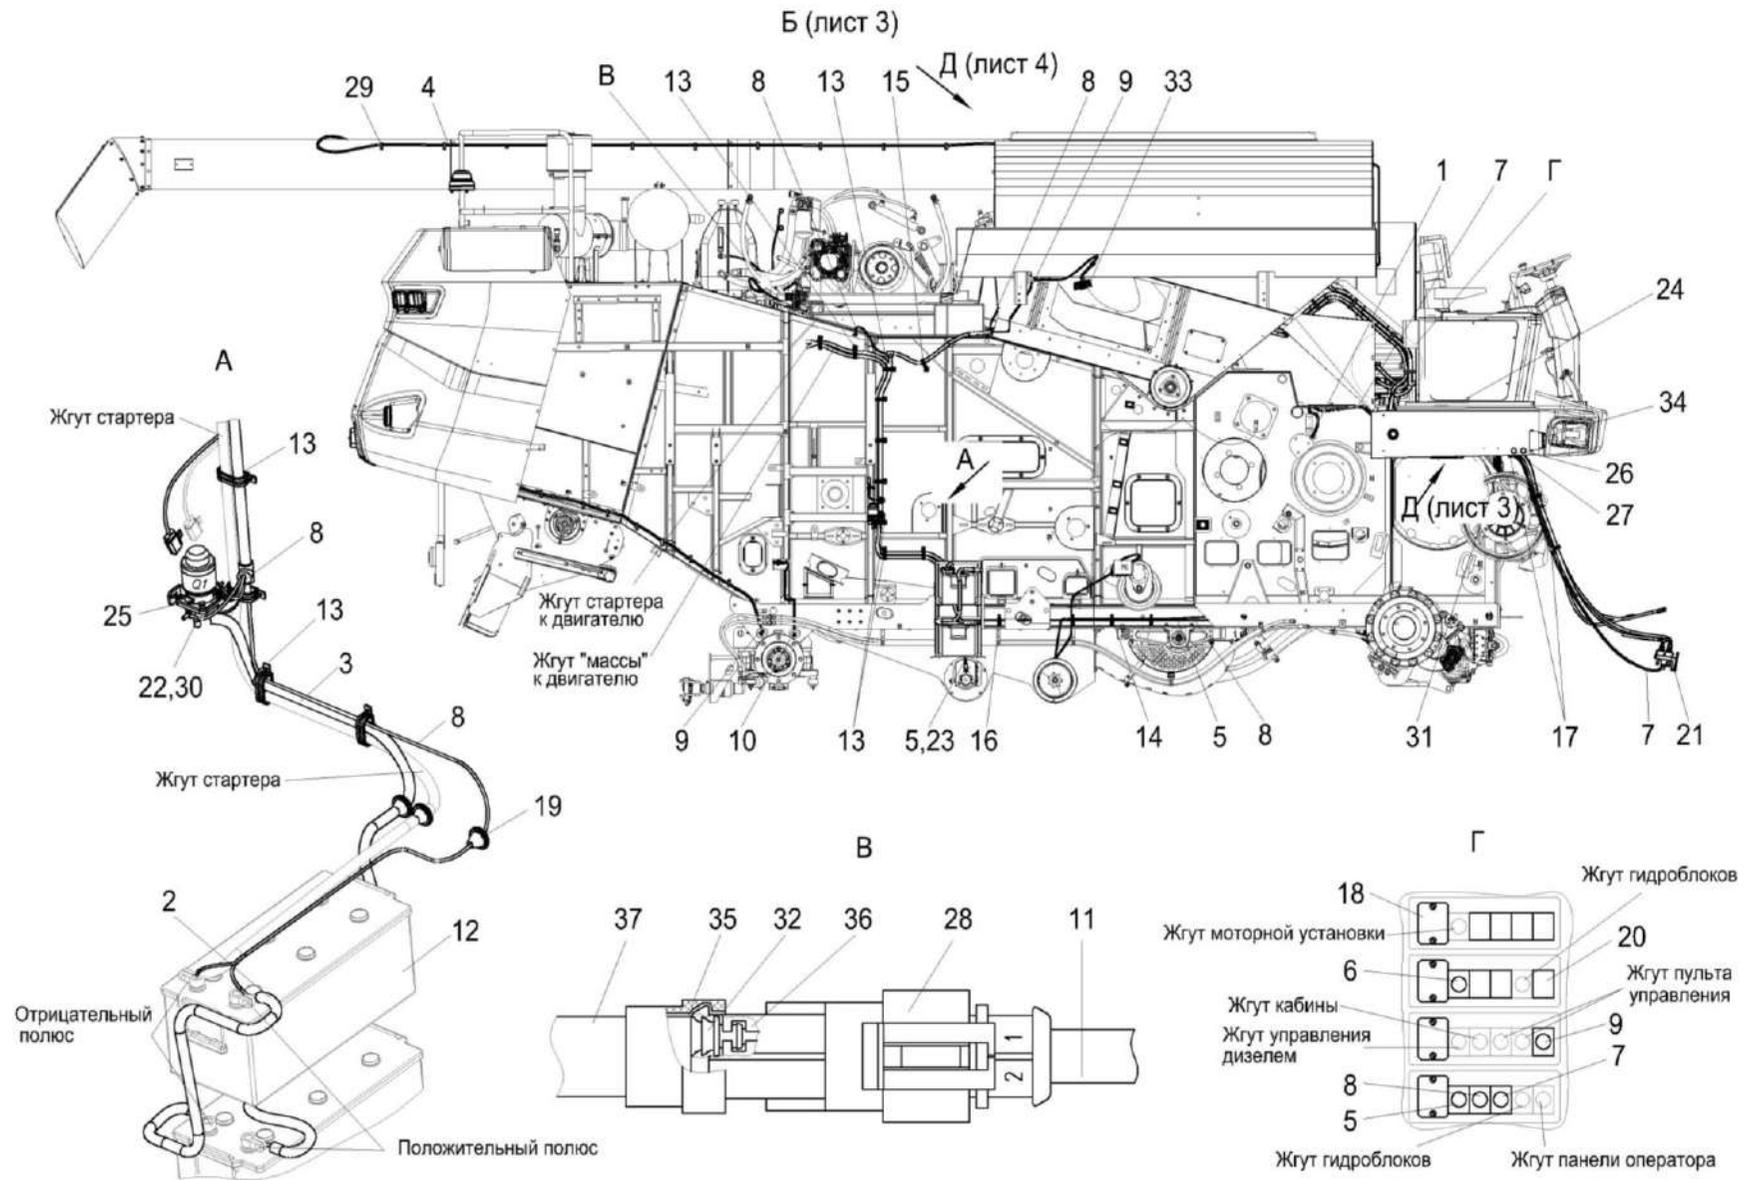 Б (лист 3)
Д (лист 4)
29
4
В
13
8
13
15
8
9
33
1
7
Г
24
34
26
27
А
Д (лист 3)
А
Жгут стартера
13
8
Q1
25
13
22,30
3
8
Жгут стартера
19
2
12
Отрицательный
полюс
Положительный полюс
Жгут стартера
к двигателю
Жгут "массы"
к двигателю
9
10
13
5,23
16
14
5
8
31
17
7
21
В
37
35
32
36
28
11
1
2
Г
Жгут гидроблоков
18
Жгут моторной установки
20
6
Жгут пульта
управления
Жгут кабины
Жгут управления
дизелем
9
7
8
5
Жгут гидроблоков
Жгут панели оператора